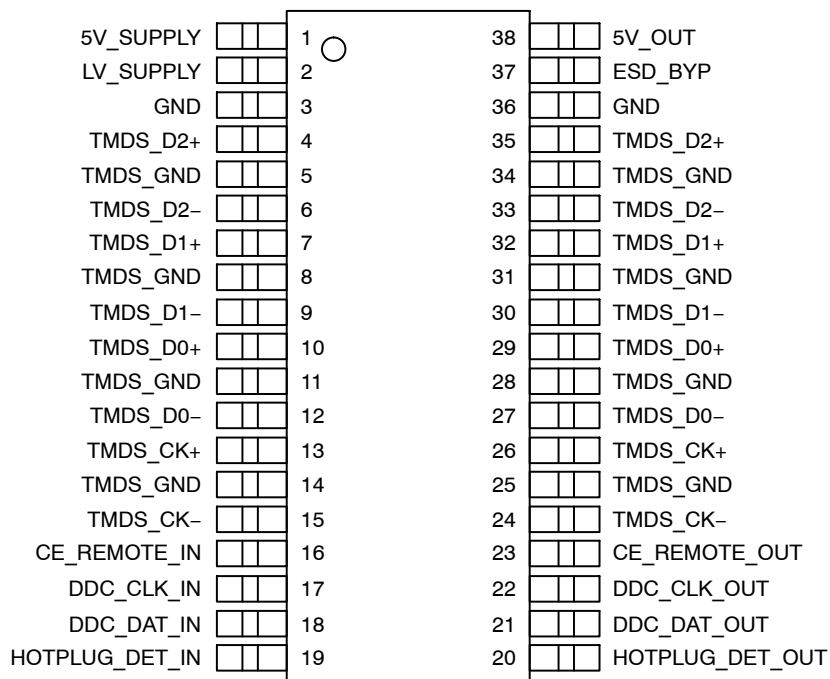 5V_SUPPLY 1 38 5V_OUT
LV_SUPPLY 2 37 ESD_BYP
GND 3 36 GND
TMDS_D2+ 4 35 TMDS_D2+
TMDS_GND 5 34 TMDS_GND
TMDS_D2− 6 33 TMDS_D2−
TMDS_D1+ 7 32 TMDS_D1+
TMDS_GND 8 31 TMDS_GND
TMDS_D1− 9 30 TMDS_D1−
TMDS_D0+ 10 29 TMDS_D0+
TMDS_GND 11 28 TMDS_GND
TMDS_D0− 12 27 TMDS_D0−
TMDS_CK+ 13 26 TMDS_CK+
TMDS_GND 14 25 TMDS_GND
TMDS_CK− 15 24 TMDS_CK−
CE_REMOTE_IN 16 23 CE_REMOTE_OUT
DDC_CLK_IN 17 22 DDC_CLK_OUT
DDC_DAT_IN 18 21 DDC_DAT_OUT
HOTPLUG_DET_IN 19 20 HOTPLUG_DET_OUT